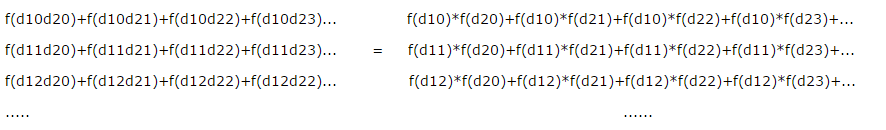 f(d10d20)+f(d10d21)+f(d10d22)+f(d10d23)... f(d10)*f(d20)+f(d10)*f(d21)+f(d10)*f(d22)+f(d10)*f(d23)+...
f(d11d20)+f(d11d21)+f(d11d22)+f(d11d23)... = f(d11)*f(d20)+f(d11)*f(d21)+f(d11)*f(d22)+f(d11)*f(d23)+...
f(d12d20)+f(d12d21)+f(d12d22)+f(d12d22)... f(d12)*f(d20)+f(d12)*f(d21)+f(d12)*f(d22)+f(d12)*f(d23)+...
..... ......